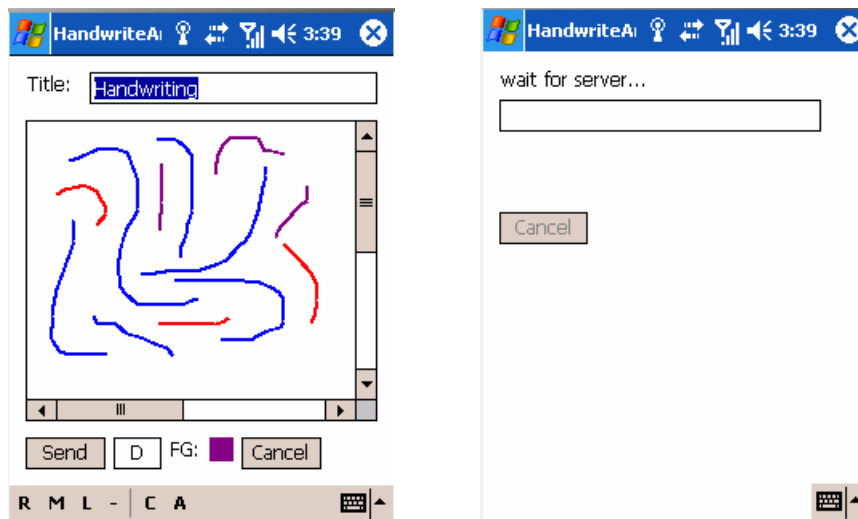 HandwriteA 3:39
Title: Handwriting
Send D FG: Cancel
R M L - C A
HandwriteA 3:39
wait for server...
Cancel